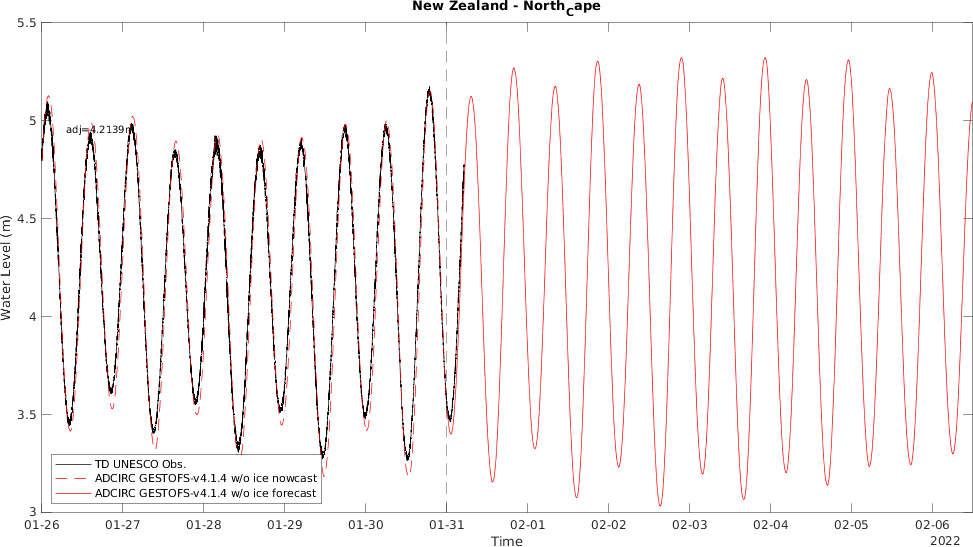 New Zealand - NorthCape
5.5
5
4.5
4
3.5
3
Water Level (m)
adj=4.2139m
TD UNESCO Obs.
ADCIRC GESTOFS-v4.1.4 w/o ice nowcast
ADCIRC GESTOFS-v4.1.4 w/o ice forecast
01-26 01-27 01-28 01-29 01-30 01-31 02-01 02-02 02-03 02-04 02-05 02-06
Time
2022